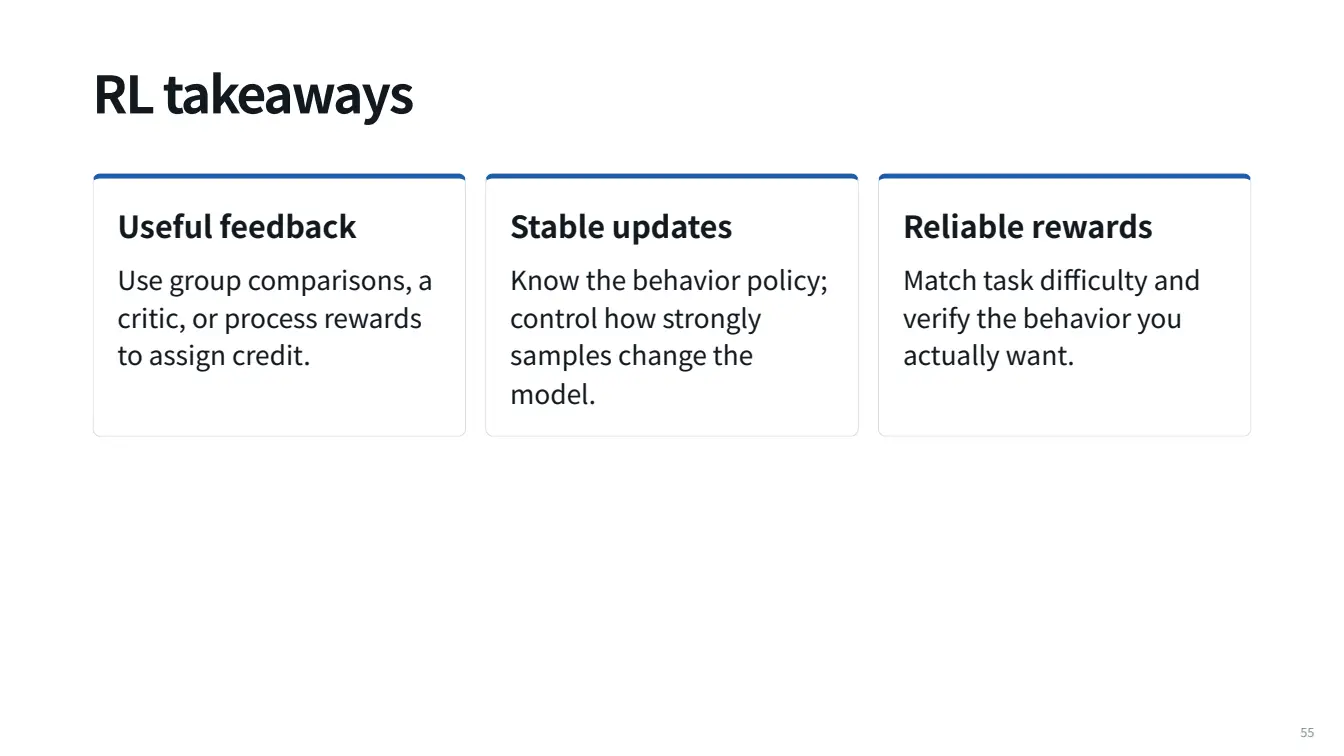 RL takeaways
Useful feedback
Use group comparisons, a
critic, or process rewards
to assign credit.
Stable updates
Know the behavior policy;
control how strongly
samples change the
model.
Reliable rewards
Match task difficulty and
verify the behavior you
actually want.
55